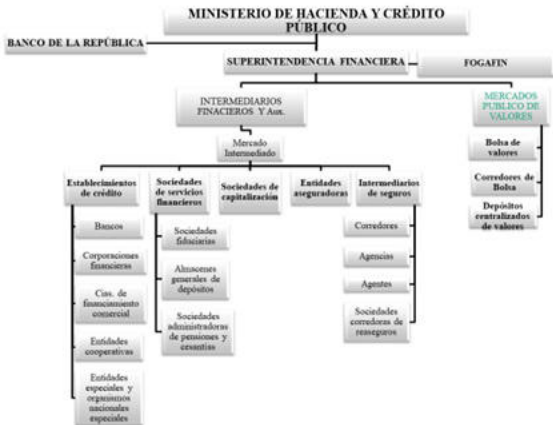 MINISTERIO DE HACIENDA Y CRÉDITO
PÚBLICO
BANCO DE LA REPÚBLICA
SUPERINTENDENCIA FINANCIERA
FOGAFIN
INTERMEDIARIOS
FINACIEROS Y Aux.
MERCADOS
PUBLICO DE
VALORES
Mercado
Intermediado
Bolsa de
valores
Corredores de
Bolsa
Depósitos
centralizados de
valores
Establecimientos
de crédito
Sociedades
de servicios
financieros
Sociedades de
capitalización
Entidades
aseguradoras
Intermediarios
de seguros
Bancos
Corporaciones
financieras
Cias. de
financiamiento
comercial
Entidades
cooperativas
Entidades
especiales y
organismos
nacionales
especiales
Sociedades
fiduciarias
Almacenes
generales de
depósitos
Sociedades
administradoras
de pensiones y
cesantías
Corredores
Agencias
Agentes
Sociedades
corredoras de
reaseguros